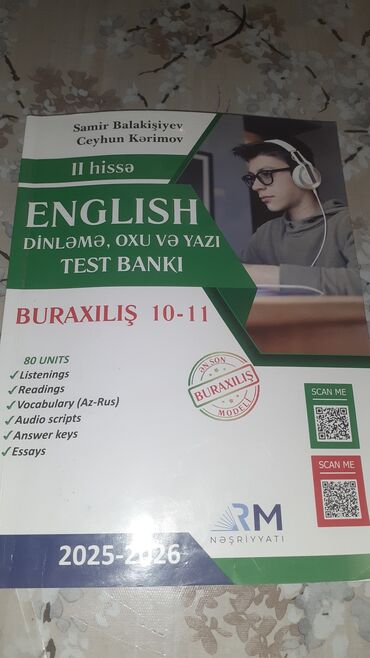 Samir Balakişiyev
Ceyhun Kərimov
II hissə
ENGLISH
DİNLƏMƏ, OXU VƏ YAZI
TEST BANKI
BURAXILIŞ 10-11
80 UNITS
Listenings
Readings
Vocabulary (Az-Rus)
Audio scripts
Answer keys
Essays
ƏN SON
BURAXILIŞ
MODELİ
SCAN ME
SCAN ME
RM
NƏŞRİYYATI
2025-2026